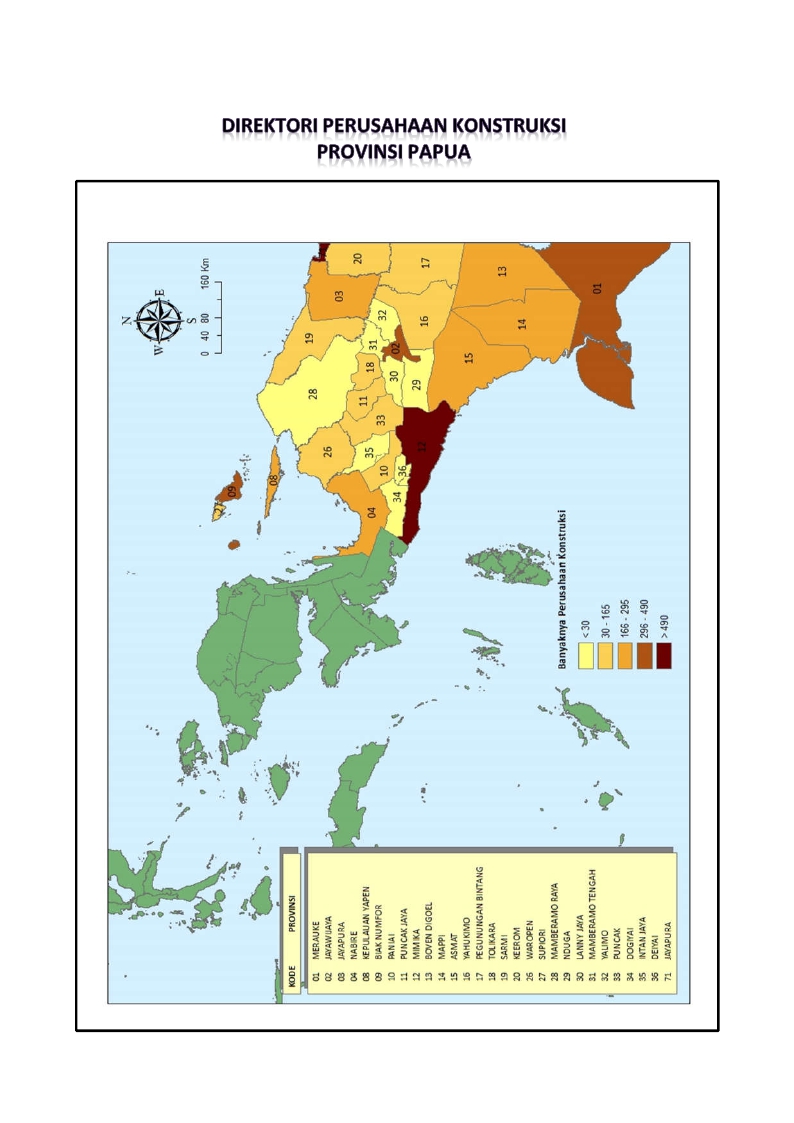 DIREKTORI PERUSAHAAN KONSTRUKSI
PROVINSI PAPUA
N
E
S
W
0 40 80 160 Km
20
17
13
01
03
19
32
16
14
31
02
15
18
30
29
28
11
33
12
26
35
10
36
34
04
08
09
27
Banyaknya Perusahaan Konstruksi
< 30
30 - 165
166 - 295
296 - 490
> 490
KODE PROVINSI
01 MERAUKE
02 JAYAWIJAYA
03 JAYAPURA
04 NABIRE
08 KEPULAUAN YAPEN
09 BIAK NUMFOR
10 PANIAI
11 PUNCAK JAYA
12 MIMIKA
13 BOVEN DIGOEL
14 MAPPI
15 ASMAT
16 YAHUKIMO
17 PEGUNUNGAN BINTANG
18 TOLIKARA
19 SARMI
20 KEEROM
26 WAROPEN
27 SUPIORI
28 MAMBERAMO RAYA
29 NDUGA
30 LANNY JAYA
31 MAMBERAMO TENGAH
32 YALIMO
33 PUNCAK
34 DOGIYAI
35 INTAN JAYA
36 DEIYAI
71 JAYAPURA